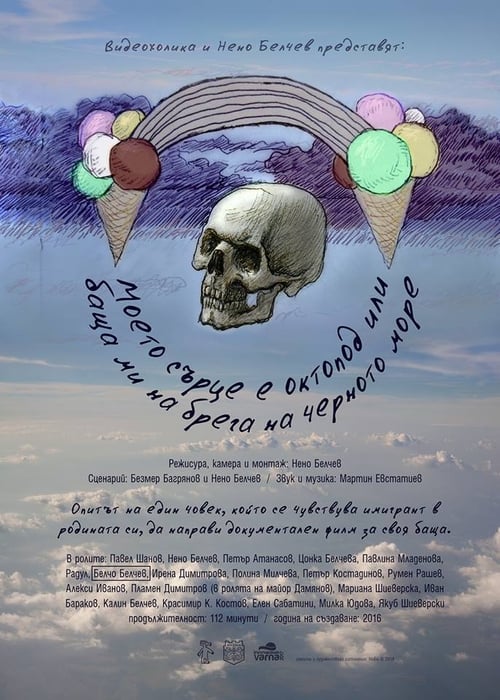 Видеохолика и Нено Белчев представят:
Моето сърце е октопод или
баща ми на брега на черното море
Режисура, камера и монтаж: Нено Белчев
Сценарий: Безмер Багрянов и Нено Белчев / Звук и музика: Мартин Евстатиев
Опитът на един човек, който се чувствува имигрант в
родината си, да направи документален филм за своя баща.
В ролите: Павел Шанов, Нено Белчев, Петър Атанасов, Цонка Белчева, Павлина Младенова,
Радул, Белчо Белчев, Ирена Димитрова, Полина Милчева, Петър Костадинов, Румен Рашев,
Алекси Иванов, Пламен Димитров (в ролята на майор Дамянов), Мариана Шиверска, Иван
Бараков, Калин Белчев, Красимир К. Костов, Елен Сабатини, Милка Юдова, Якуб Шиеверски
продължителност: 112 минути / година на създаване: 2016
varna